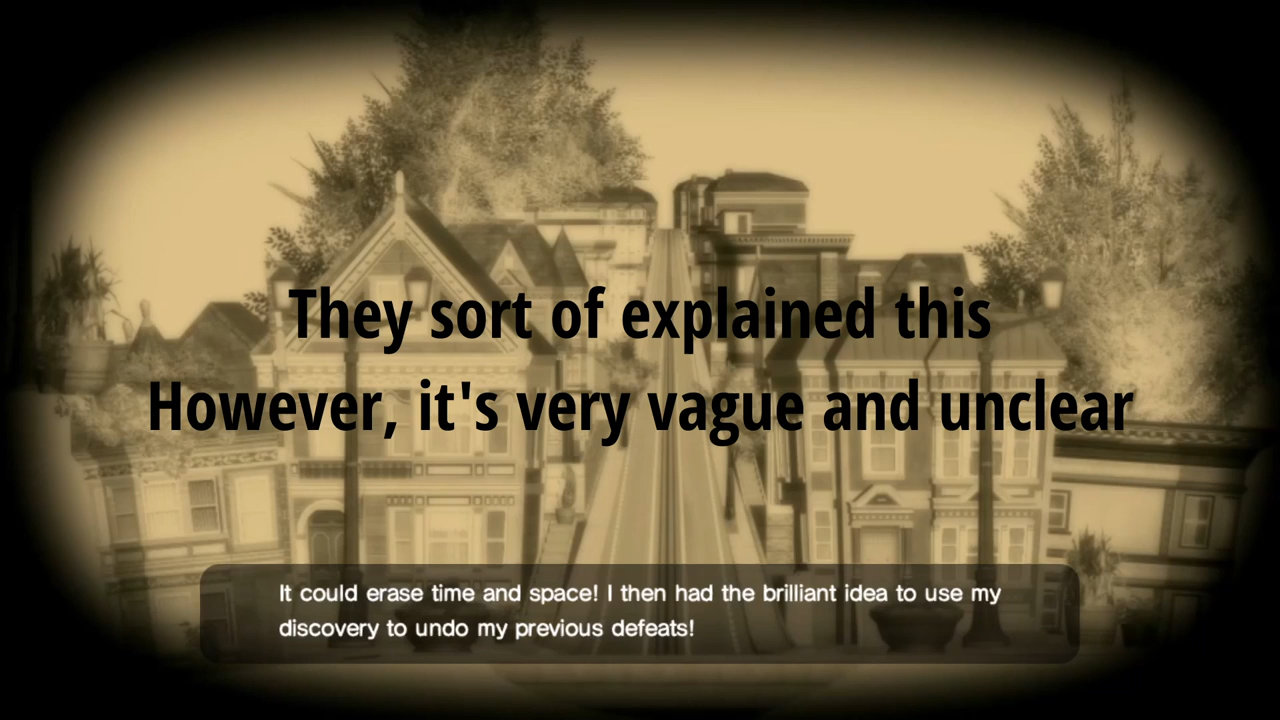 They sort of explained this
However, it's very vague and unclear
It could erase time and space! I then had the brilliant idea to use my
discovery to undo my previous defeats!